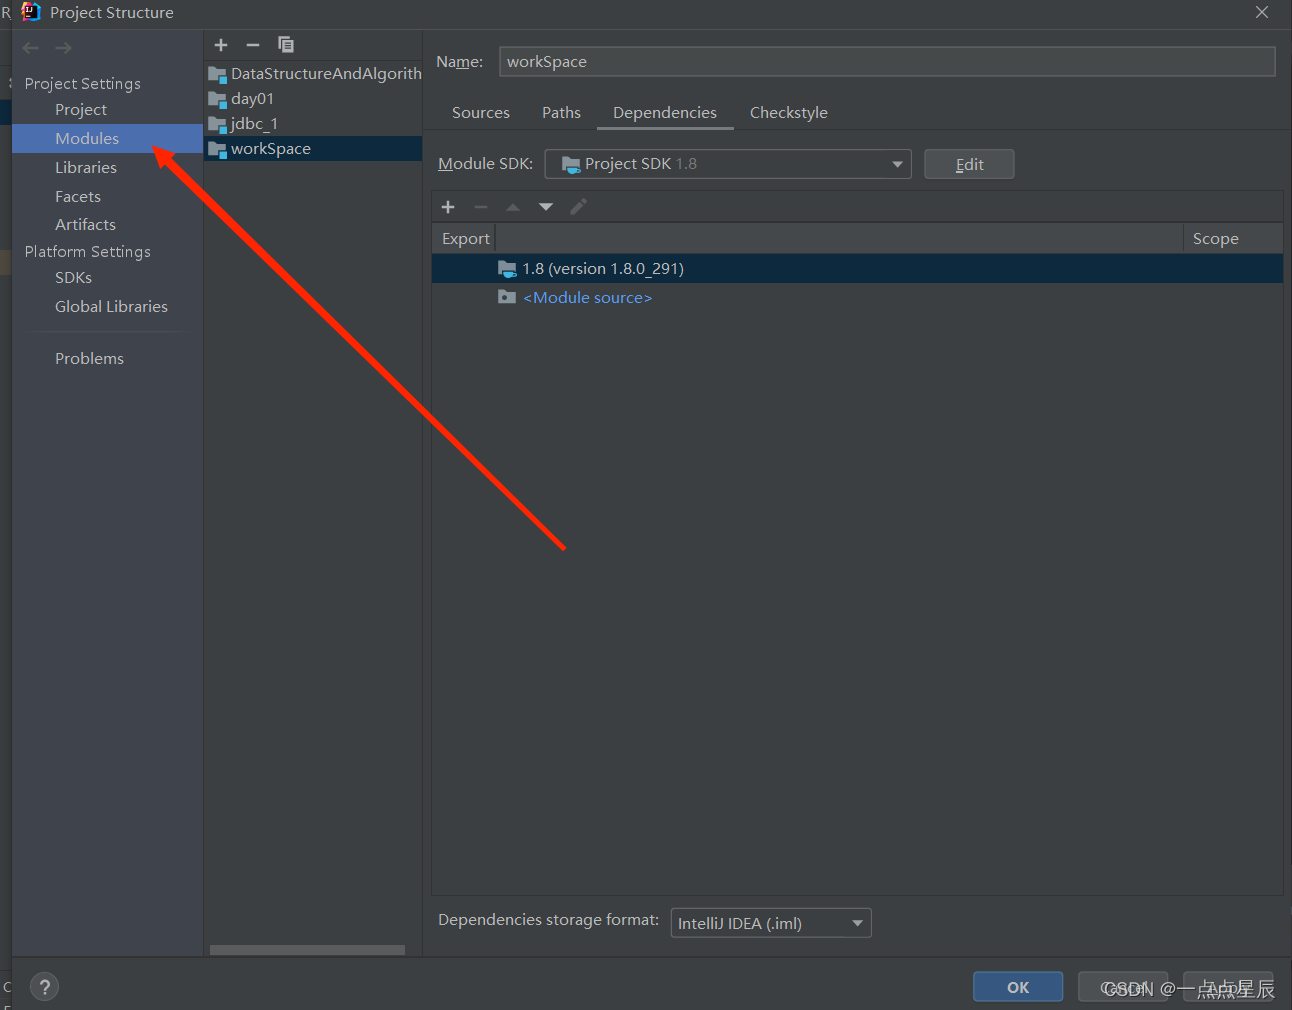 Project Structure
Project Settings
Project
Modules
Libraries
Facets
Artifacts
Platform Settings
SDKs
Global Libraries
Problems
DataStructureAndAlgorith
day01
jdbc_1
workSpace
Name: workSpace
Sources Paths Dependencies Checkstyle
Module SDK: Project SDK 1.8 Edit
Export Scope
1.8 (version 1.8.0_291)
<Module source>
Dependencies storage format: IntelliJ IDEA (.iml)
? OK Cancel Apply
CSDN @一点点星辰